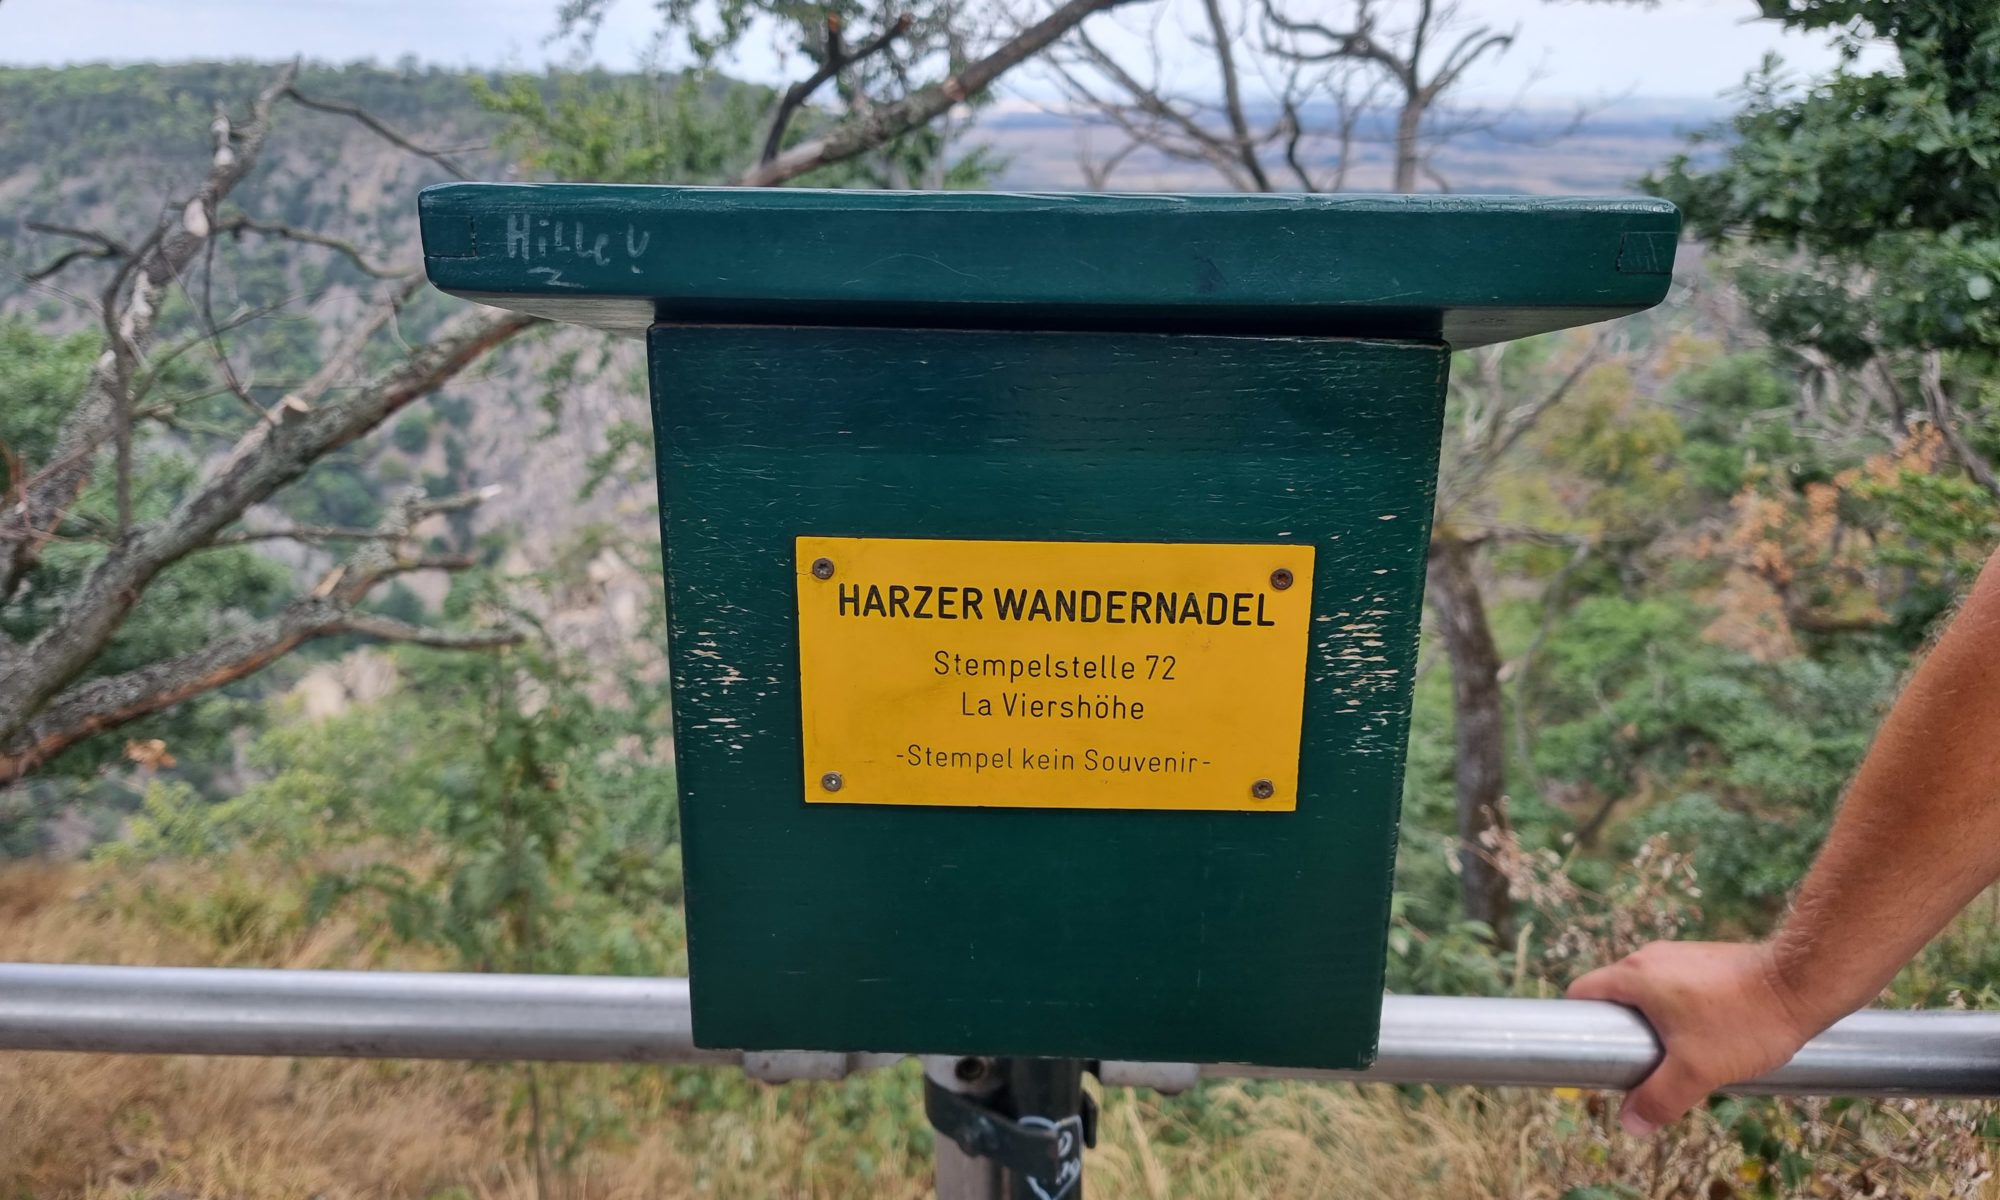 HARZER WANDERNADEL
Stempelstelle 72
La Viershöhe
-Stempel kein Souvenir-